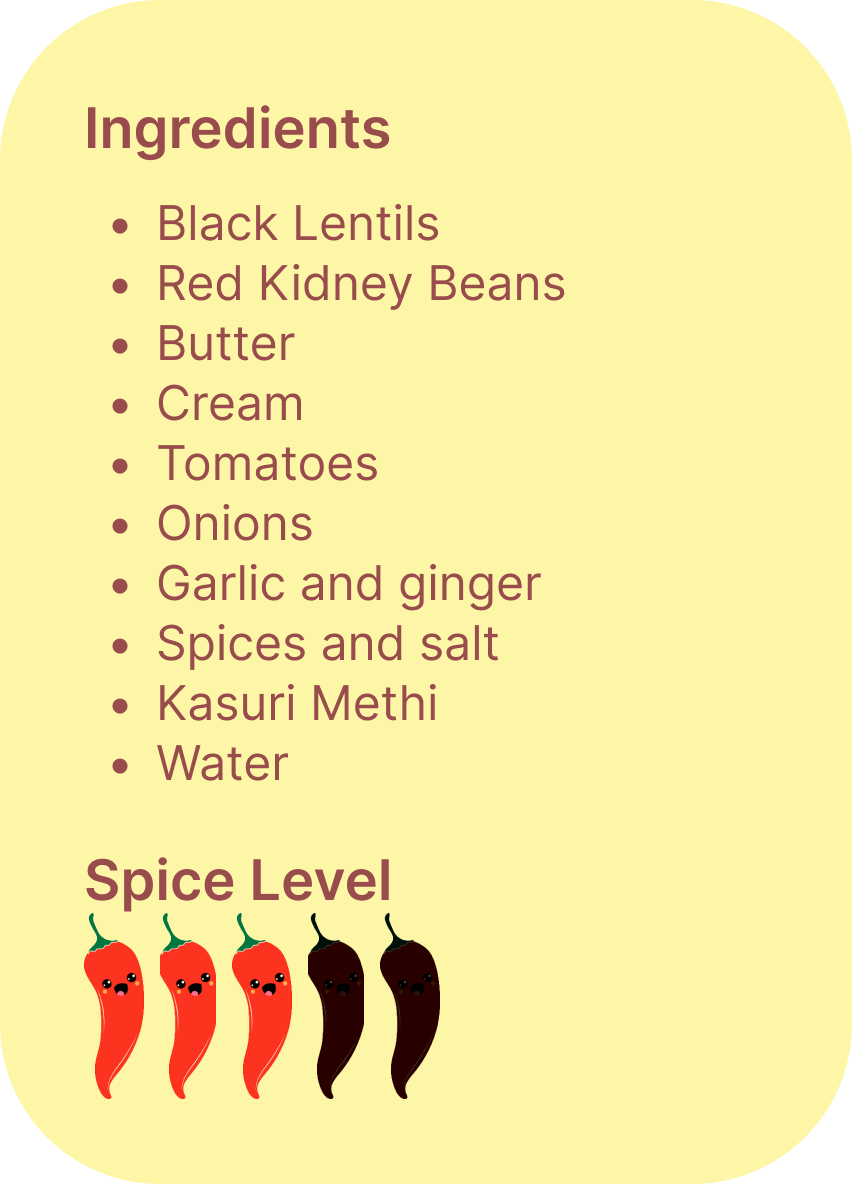 Ingredients
Black Lentils
Red Kidney Beans
Butter
Cream
Tomatoes
Onions
Garlic and ginger
Spices and salt
Kasuri Methi
Water
Spice Level